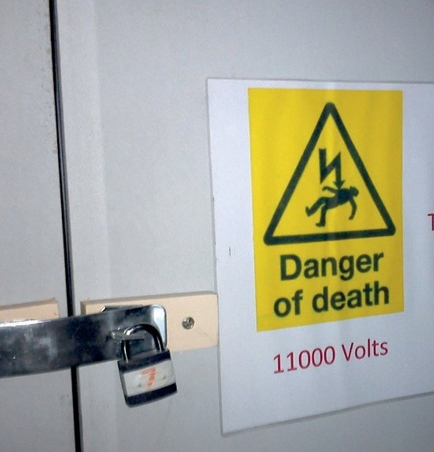 Danger
of death
11000 Volts